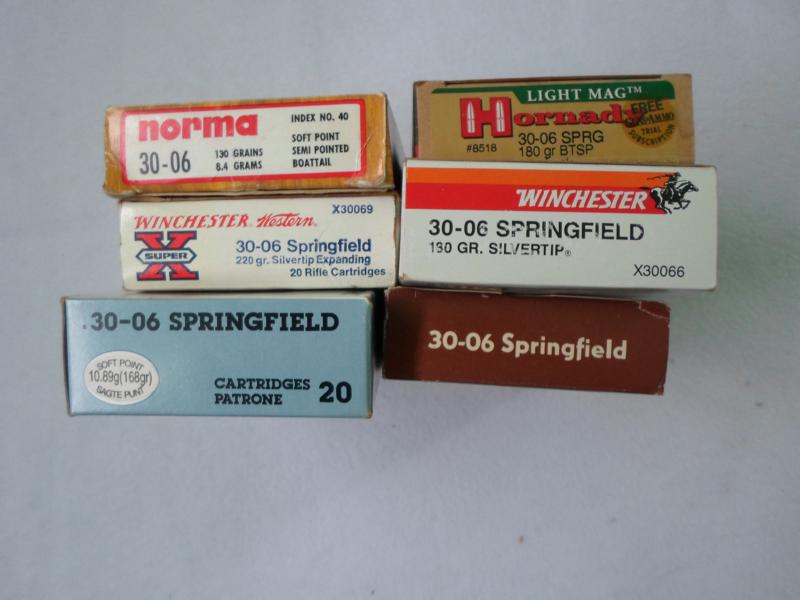 norma
30-06
130 GRAINS
8.4 GRAMS
INDEX NO. 40
SOFT POINT
SEMI POINTED
BOATTAIL
LIGHT MAG™
Hornady
30-06 SPRG
180 gr BTSP
#8518
FREE
TRIAL
SUBSCRIPTION
WINCHESTER Western
X30069
X
SUPER
30-06 Springfield
220 gr. Silvertip Expanding
20 Rifle Cartridges
WINCHESTER
30-06 SPRINGFIELD
180 GR. SILVERTIP®
X30066
.30-06 SPRINGFIELD
SOFT POINT
10.89g(168gr)
SAGTE PUNT
CARTRIDGES
PATRONE
20
30-06 Springfield